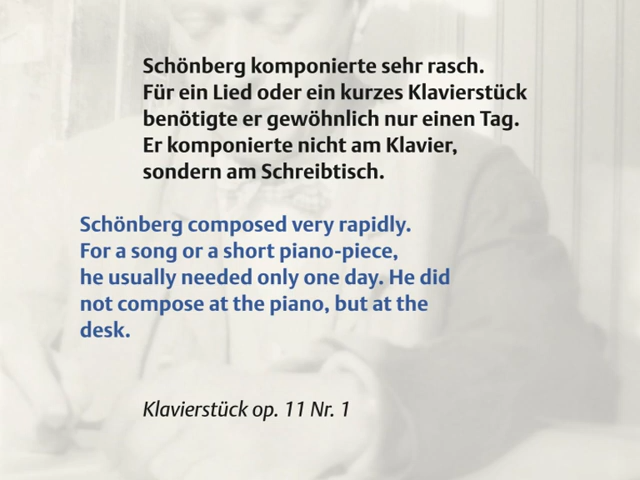 Schönberg komponierte sehr rasch.
Für ein Lied oder ein kurzes Klavierstück
benötigte er gewöhnlich nur einen Tag.
Er komponierte nicht am Klavier,
sondern am Schreibtisch.
Schönberg composed very rapidly.
For a song or a short piano-piece,
he usually needed only one day. He did
not compose at the piano, but at the
desk.
Klavierstück op. 11 Nr. 1